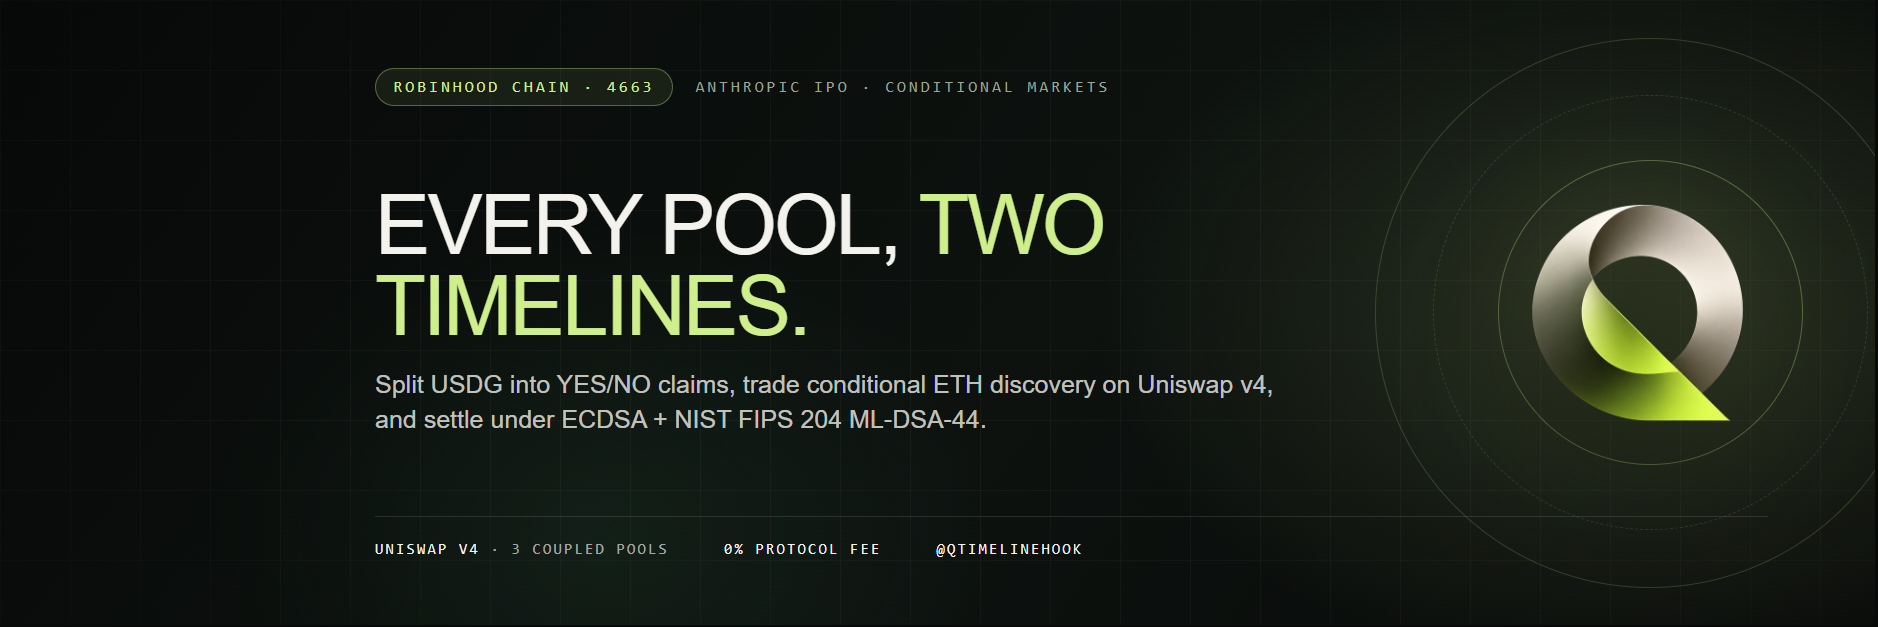 ROBINHOOD CHAIN · 4663
ANTHROPIC IPO · CONDITIONAL MARKETS
EVERY POOL, TWO
TIMELINES.
Split USDG into YES/NO claims, trade conditional ETH discovery on Uniswap v4,
and settle under ECDSA + NIST FIPS 204 ML-DSA-44.
UNISWAP V4 · 3 COUPLED POOLS
0% PROTOCOL FEE
@QTIMELINEHOOK